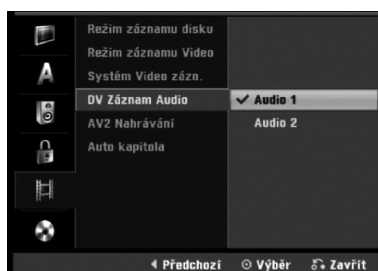 Režim záznamu disku
Režim záznamu Video
Systém Video zázn.
DV Záznam Audio
✓ Audio 1
AV2 Nahrávání
Audio 2
Auto kapitola
Předchozí
Výběr
Zavřít